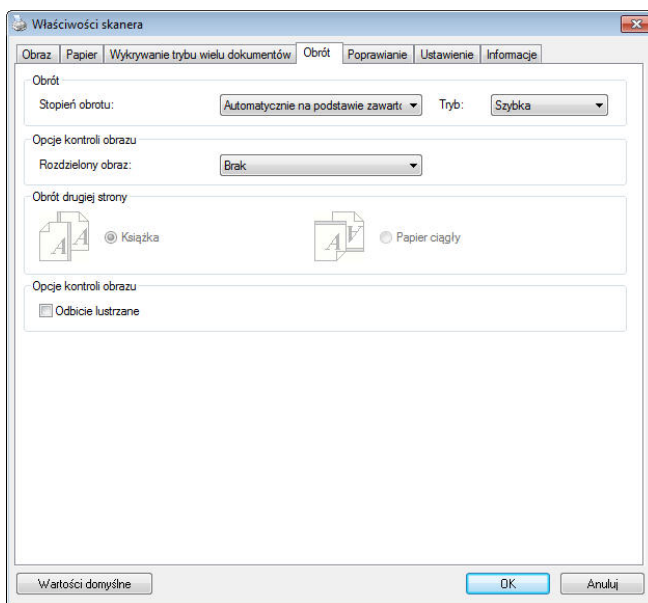 Właściwości skanera
Obraz Papier Wykrywanie trybu wielu dokumentów Obrót Poprawianie Ustawienie Informacje
Obrót
Stopień obrotu: Automatycznie na podstawie zawartc Tryb: Szybka
Opcje kontroli obrazu
Rozdzielony obraz: Brak
Obrót drugiej strony
A A Książka A A Papier ciągły
Opcje kontroli obrazu
Odbicie lustrzane
Wartości domyślne OK Anuluj